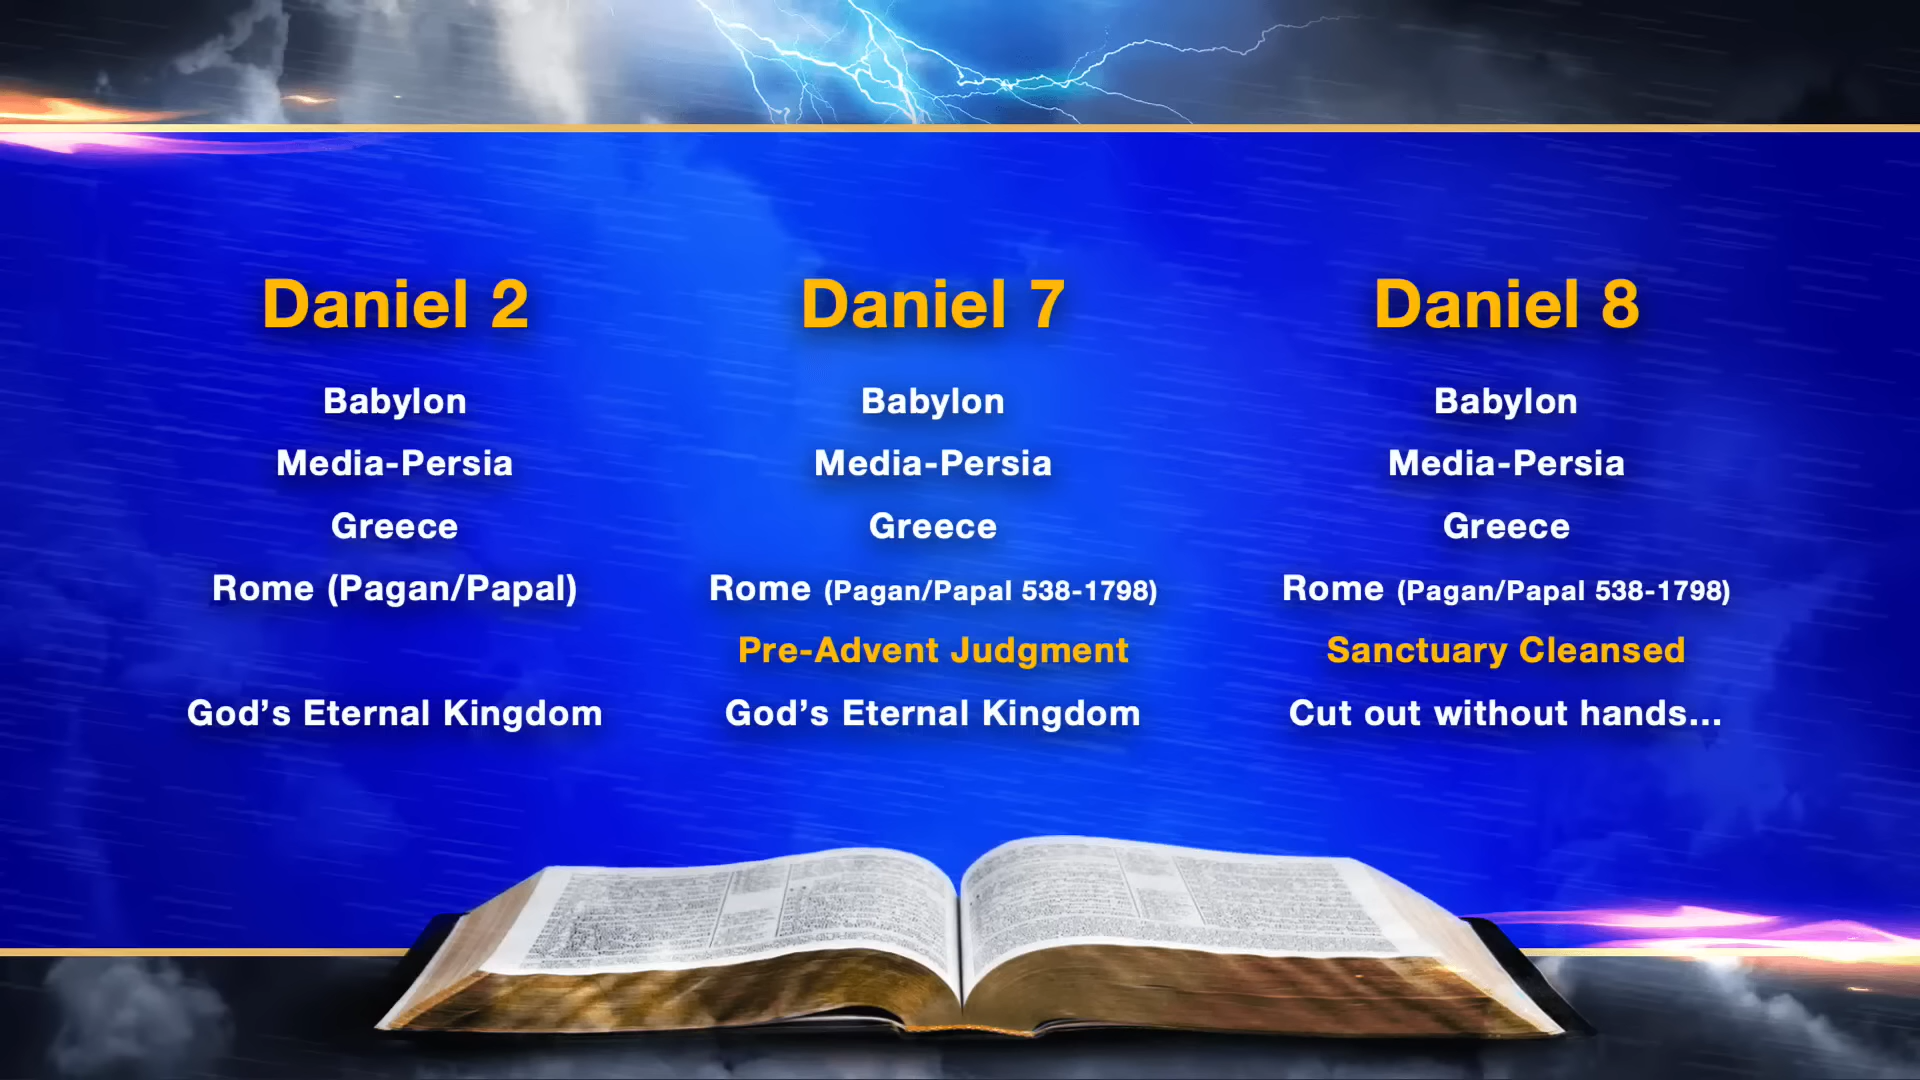 Daniel 2
Babylon
Media-Persia
Greece
Rome (Pagan/Papal)
God’s Eternal Kingdom
Daniel 7
Babylon
Media-Persia
Greece
Rome (Pagan/Papal 538-1798)
Pre-Advent Judgment
God’s Eternal Kingdom
Daniel 8
Babylon
Media-Persia
Greece
Rome (Pagan/Papal 538-1798)
Sanctuary Cleansed
Cut out without hands...